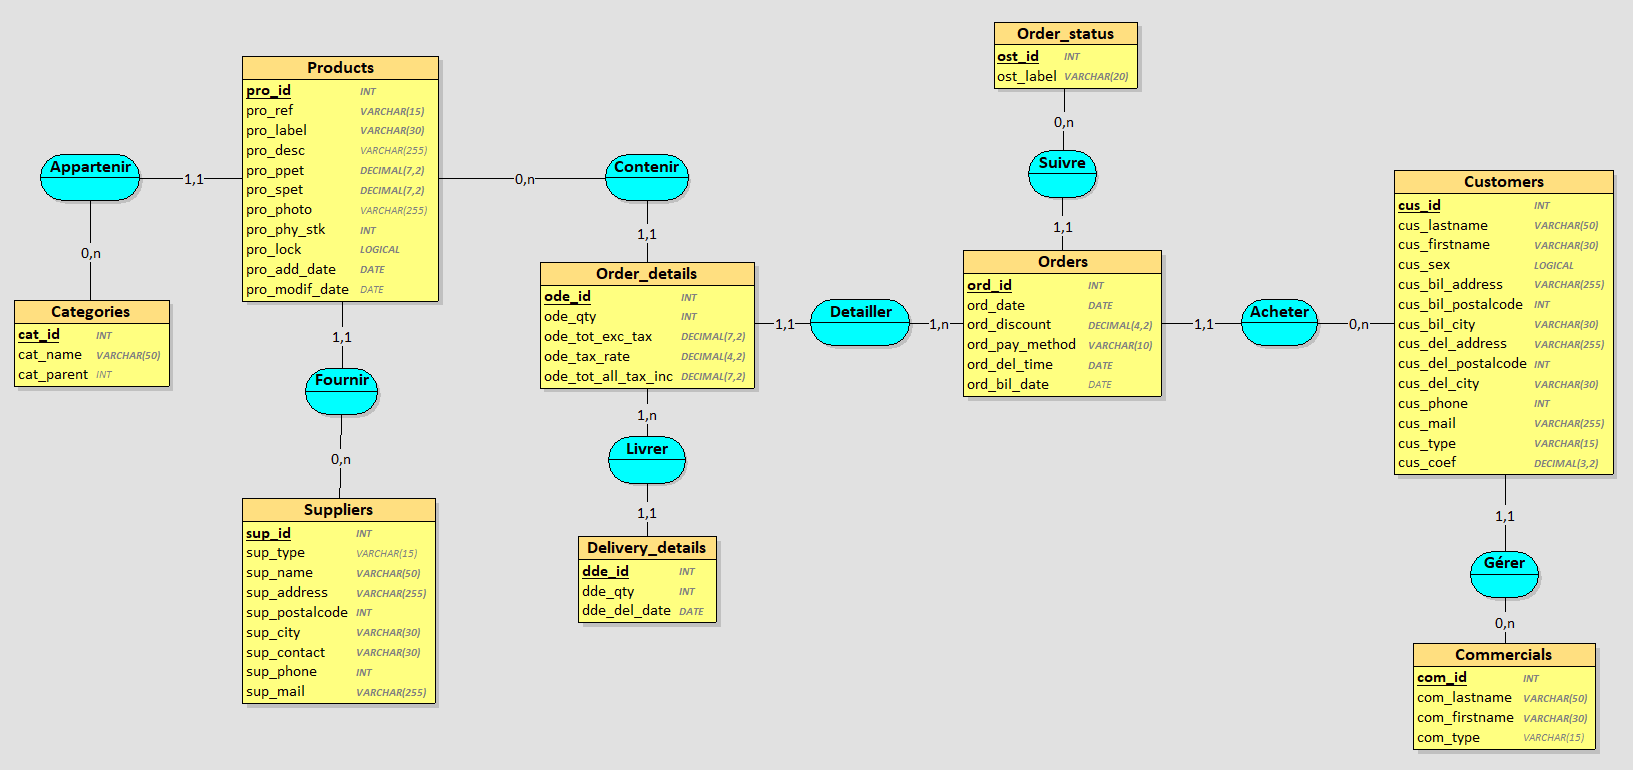 Order_status
ost_id INT
ost_label VARCHAR(20)
0,n
Suivre
1,1
Products
pro_id INT
pro_ref VARCHAR(15)
pro_label VARCHAR(30)
pro_desc VARCHAR(255)
pro_ppet DECIMAL(7,2)
pro_spet DECIMAL(7,2)
pro_photo VARCHAR(255)
pro_phy_stk INT
pro_lock LOGICAL
pro_add_date DATE
pro_modif_date DATE
Appartenir
1,1
0,n
Categories
cat_id INT
cat_name VARCHAR(50)
cat_parent INT
1,1
Fournir
0,n
Suppliers
sup_id INT
sup_type VARCHAR(15)
sup_name VARCHAR(50)
sup_address VARCHAR(255)
sup_postalcode INT
sup_city VARCHAR(30)
sup_contact VARCHAR(30)
sup_phone INT
sup_mail VARCHAR(255)
0,n
Contenir
1,1
Order_details
ode_id INT
ode_qty INT
ode_tot_exc_tax DECIMAL(7,2)
ode_tax_rate DECIMAL(4,2)
ode_tot_all_tax_inc DECIMAL(7,2)
1,n
Livrer
1,1
Delivery_details
dde_id INT
dde_qty INT
dde_del_date DATE
1,1
Detailler
1,n
Orders
ord_id INT
ord_date DATE
ord_discount DECIMAL(4,2)
ord_pay_method VARCHAR(10)
ord_del_time DATE
ord_bil_date DATE
1,1
Acheter
0,n
Customers
cus_id INT
cus_lastname VARCHAR(50)
cus_firstname VARCHAR(30)
cus_sex LOGICAL
cus_bil_address VARCHAR(255)
cus_bil_postalcode INT
cus_bil_city VARCHAR(30)
cus_del_address VARCHAR(255)
cus_del_postalcode INT
cus_del_city VARCHAR(30)
cus_phone INT
cus_mail VARCHAR(255)
cus_type VARCHAR(15)
cus_coef DECIMAL(3,2)
1,1
Gérer
0,n
Commercials
com_id INT
com_lastname VARCHAR(50)
com_firstname VARCHAR(30)
com_type VARCHAR(15)